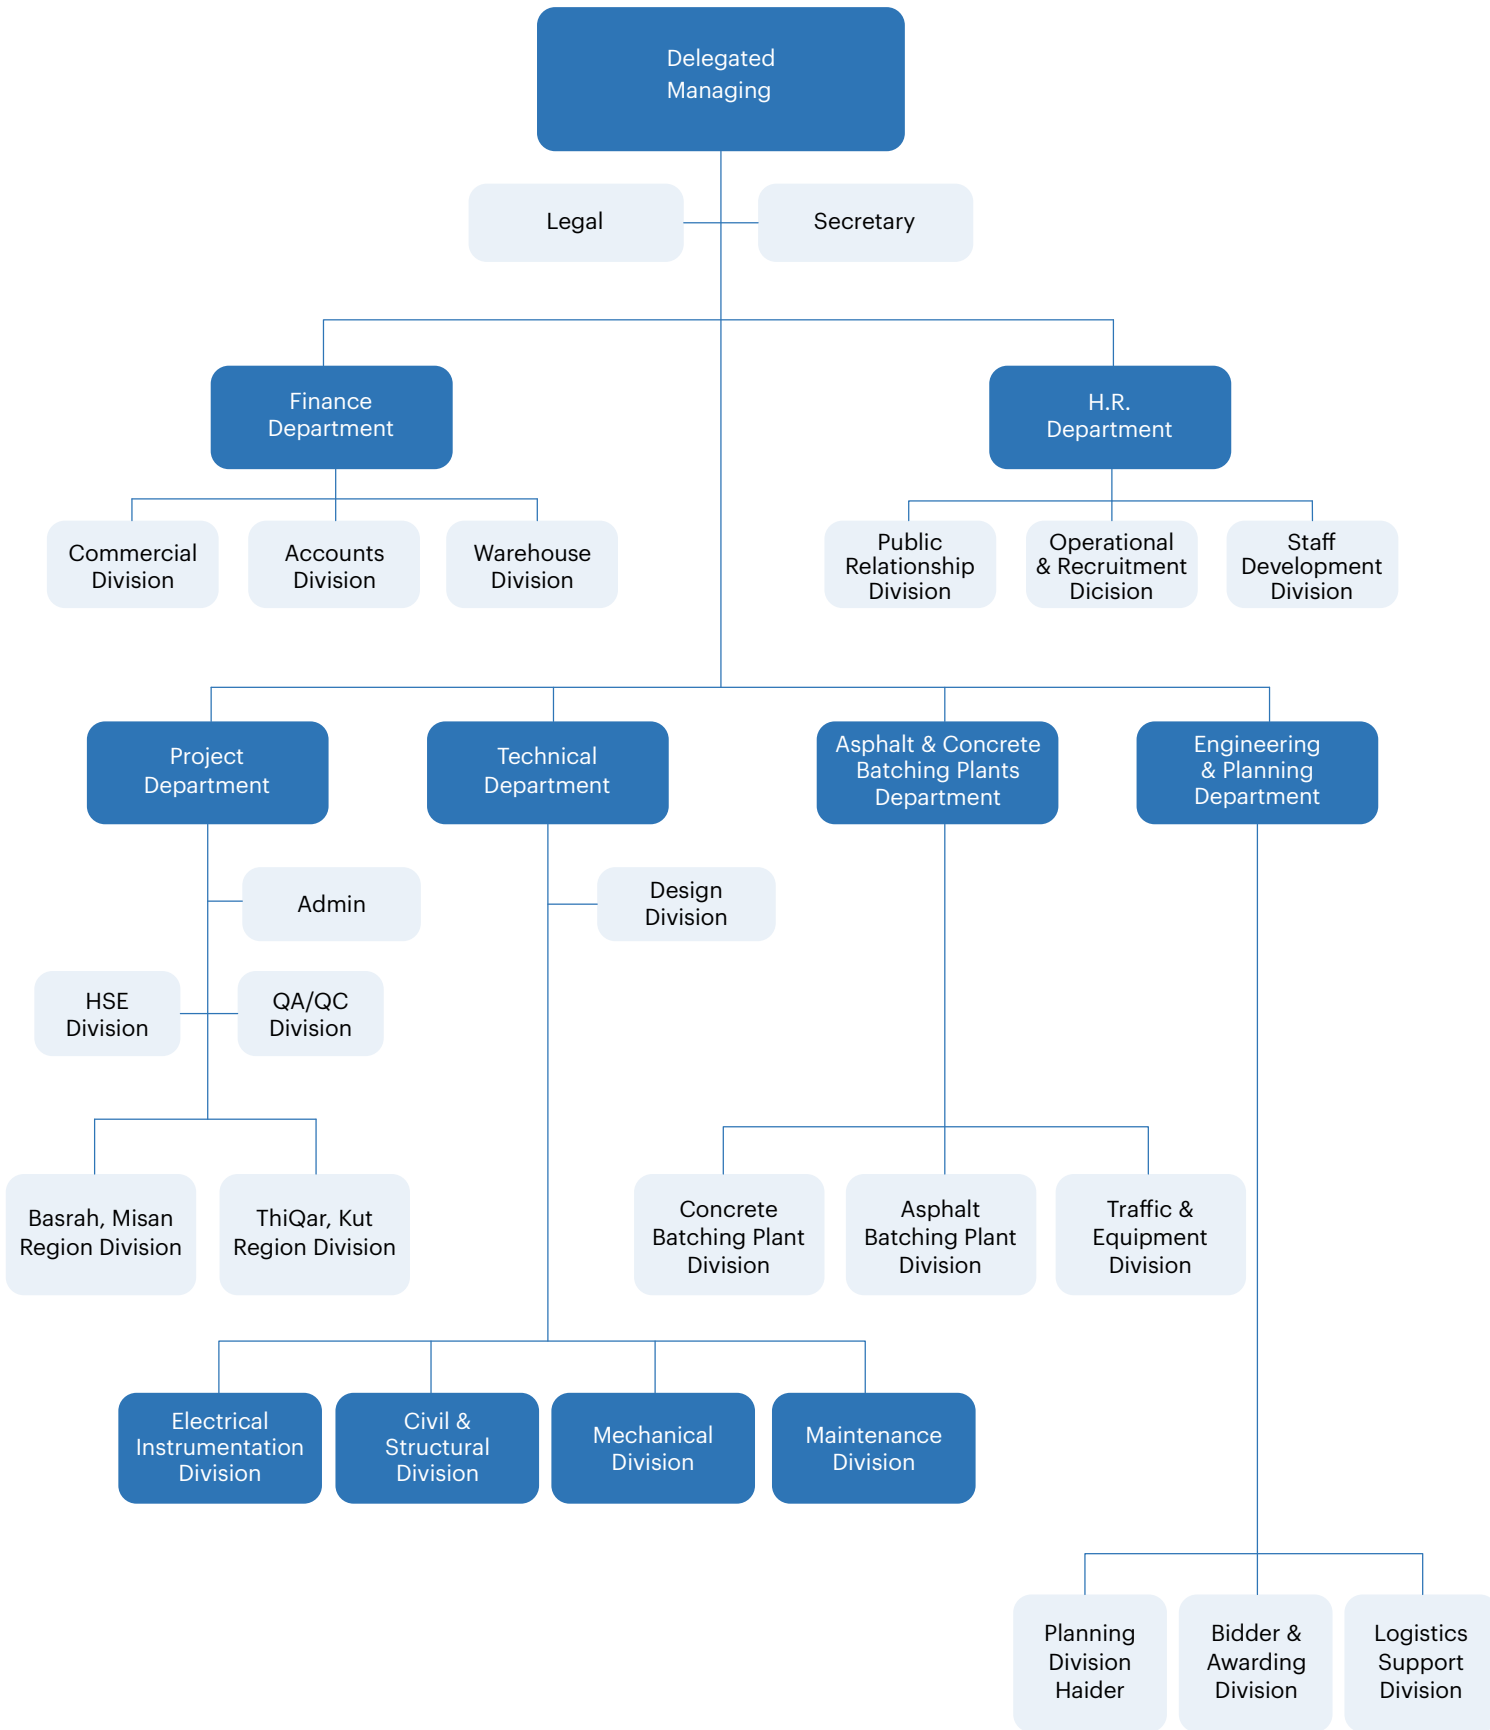 Delegated
Managing
Legal
Secretary
Finance
Department
H.R.
Department
Commercial
Division
Accounts
Division
Warehouse
Division
Public
Relationship
Division
Operational
& Recruitment
Dicision
Staff
Development
Division
Project
Department
Technical
Department
Asphalt & Concrete
Batching Plants
Department
Engineering
& Planning
Department
Admin
Design
Division
HSE
Division
QA/QC
Division
Basrah, Misan
Region Division
ThiQar, Kut
Region Division
Concrete
Batching Plant
Division
Asphalt
Batching Plant
Division
Traffic &
Equipment
Division
Electrical
Instrumentation
Division
Civil &
Structural
Division
Mechanical
Division
Maintenance
Division
Planning
Division
Haider
Bidder &
Awarding
Division
Logistics
Support
Division